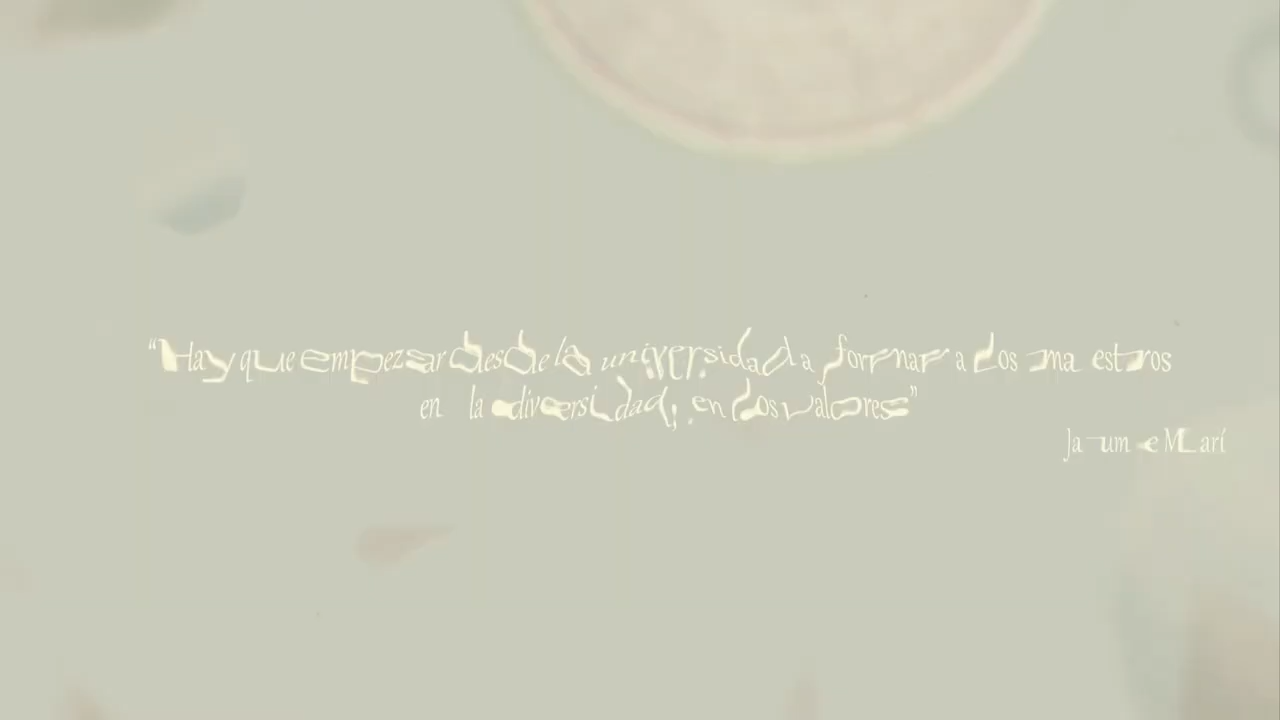 “Hay que empezar desde la universidad a formar a los maestros
en la diversidad, en los valores”
Jaume Marí